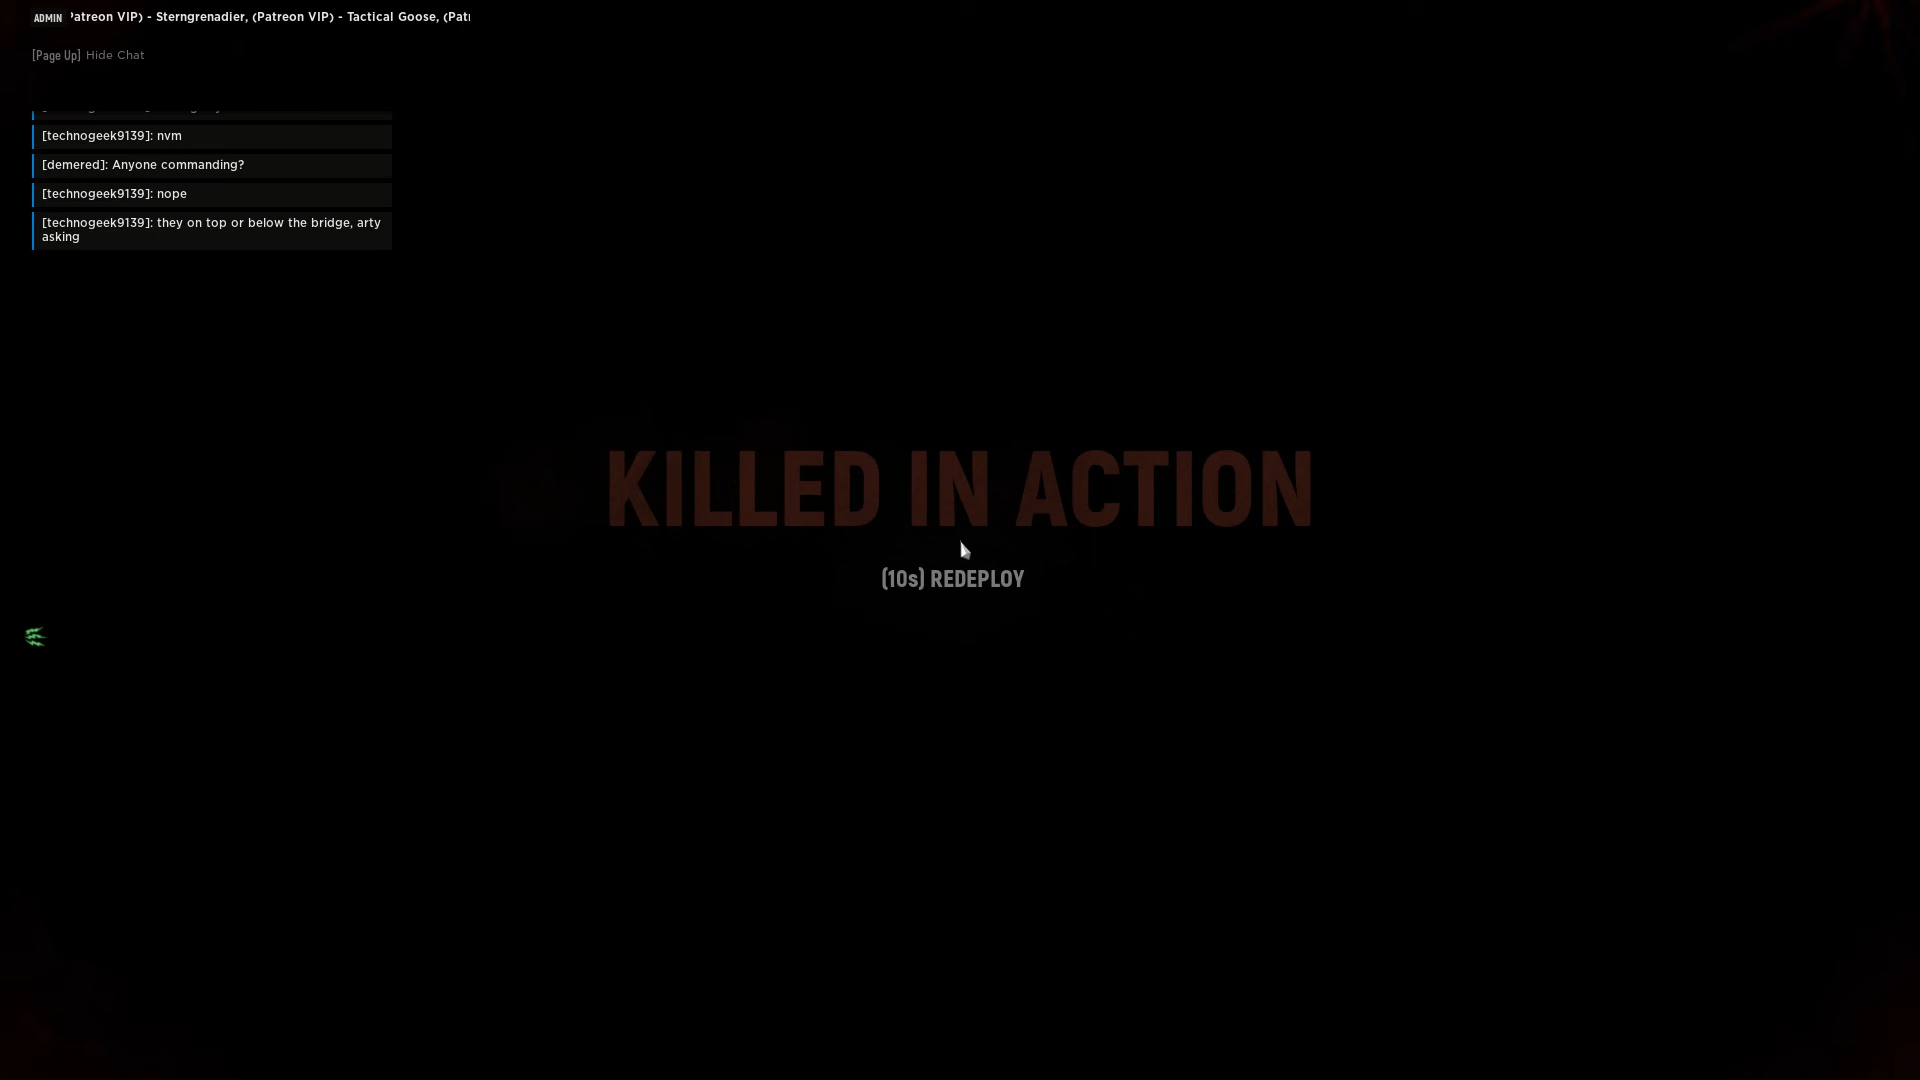 ADMIN Patreon VIP) - Sterngrenadier, (Patreon VIP) - Tactical Goose, (Pat
[Page Up] Hide Chat
[technogeek9139]: nvm
[demered]: Anyone commanding?
[technogeek9139]: nope
[technogeek9139]: they on top or below the bridge, arty
asking
KILLED IN ACTION
(10s) REDEPLOY